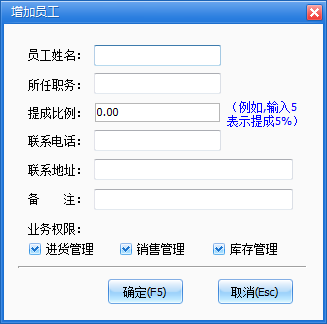 增加员工
员工姓名：
所任职务：
提成比例： 0.00 （例如,输入5
表示提成5%）
联系电话：
联系地址：
备　　注：
业务权限：
进货管理 销售管理 库存管理
确定(F5) 取消(Esc)